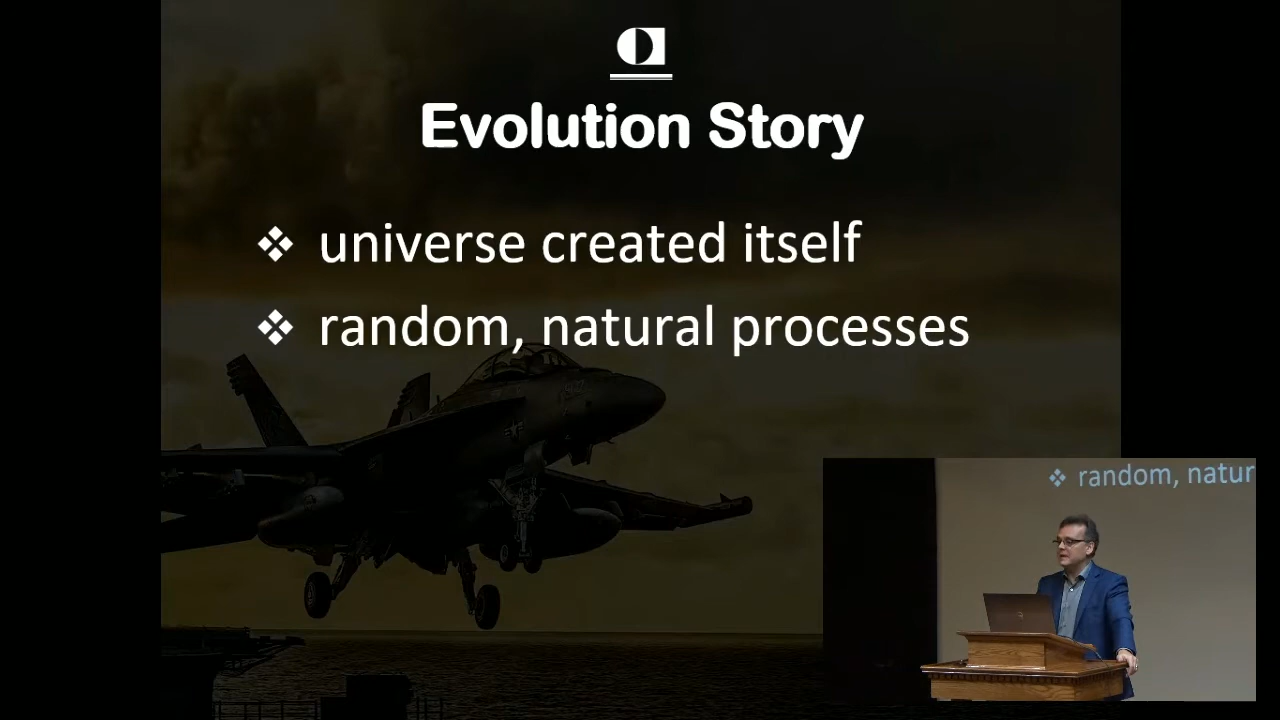 Evolution Story
❖ universe created itself
❖ random, natural processes
❖ random, natur